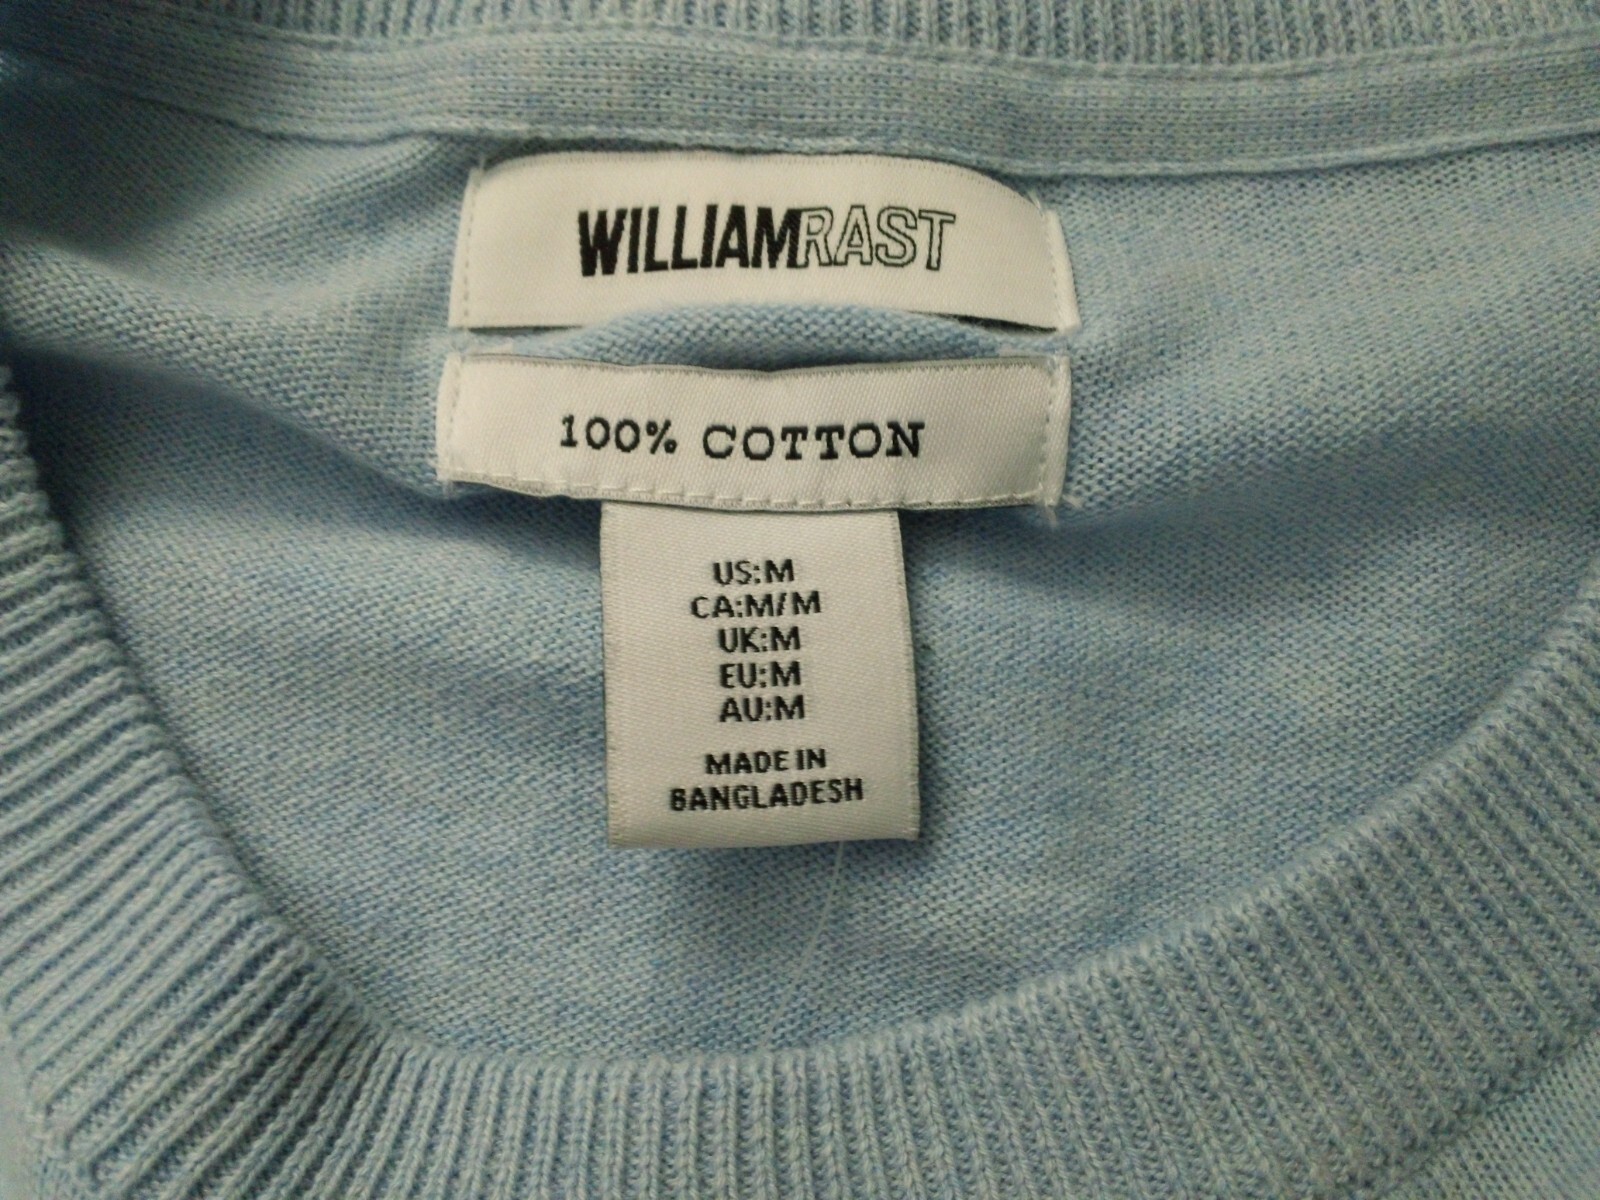 WILLIAMRAST
100% COTTON
US:M
CA:M/M
UK:M
EU:M
AU:M
MADE IN
BANGLADESH